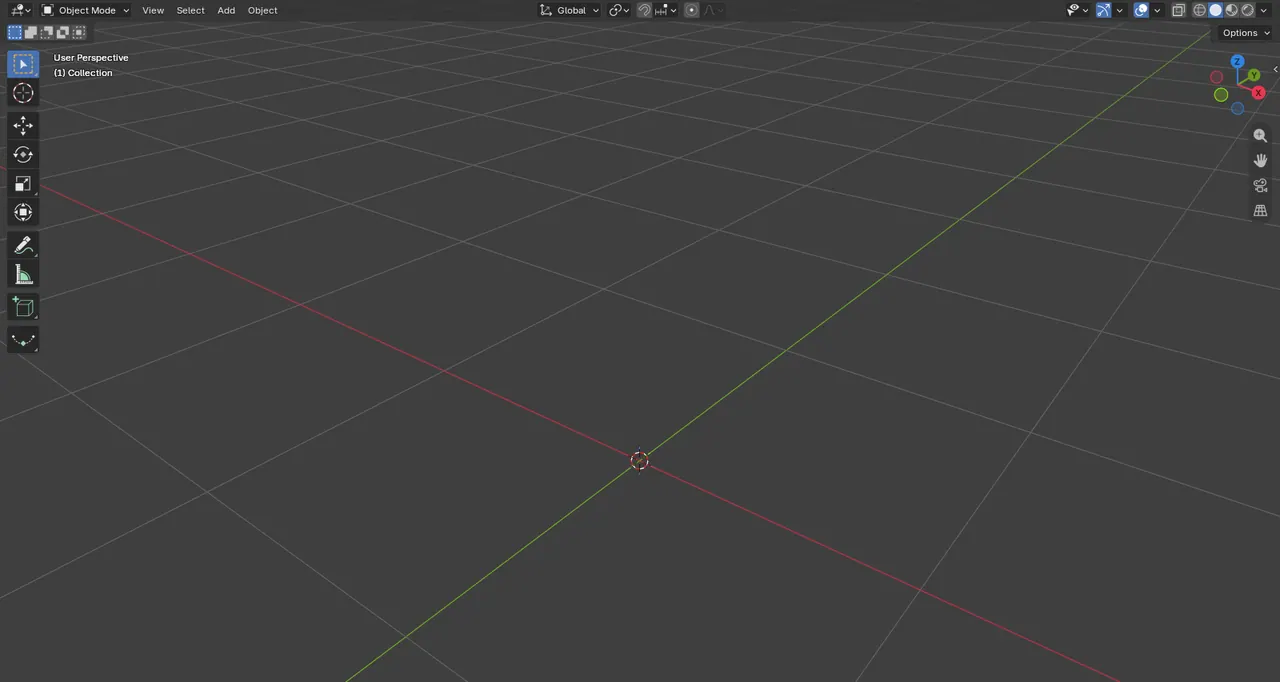 Object Mode View Select Add Object Global
Options
User Perspective
(1) Collection
Z
Y
X